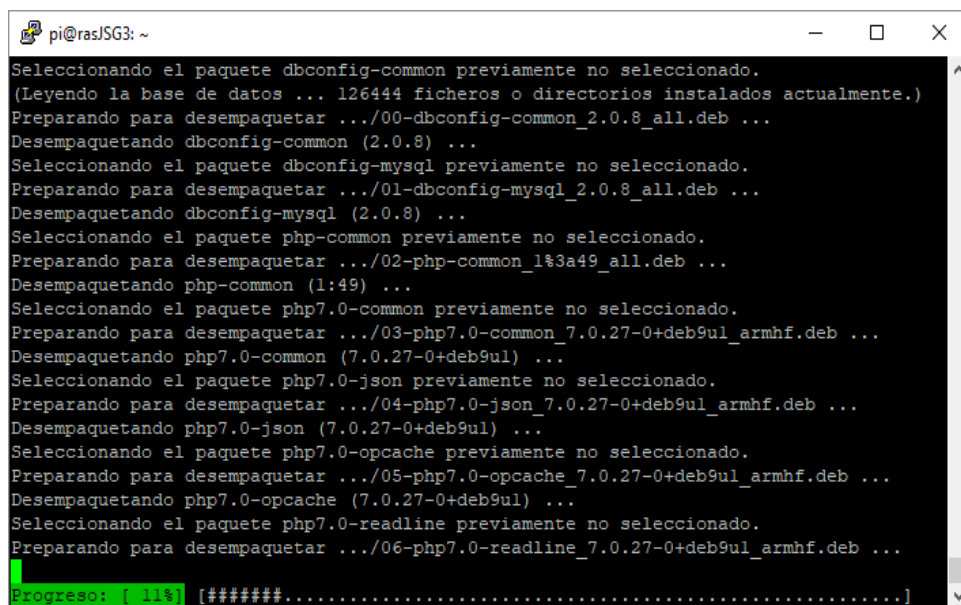 pi@rasJSG3: ~
Seleccionando el paquete dbconfig-common previamente no seleccionado.
(Leyendo la base de datos ... 126444 ficheros o directorios instalados actualmente.)
Preparando para desempaquetar .../00-dbconfig-common_2.0.8_all.deb ...
Desempaquetando dbconfig-common (2.0.8) ...
Seleccionando el paquete dbconfig-mysql previamente no seleccionado.
Preparando para desempaquetar .../01-dbconfig-mysql_2.0.8_all.deb ...
Desempaquetando dbconfig-mysql (2.0.8) ...
Seleccionando el paquete php-common previamente no seleccionado.
Preparando para desempaquetar .../02-php-common_1%3a49_all.deb ...
Desempaquetando php-common (1:49) ...
Seleccionando el paquete php7.0-common previamente no seleccionado.
Preparando para desempaquetar .../03-php7.0-common_7.0.27-0+deb9u1_armhf.deb ...
Desempaquetando php7.0-common (7.0.27-0+deb9u1) ...
Seleccionando el paquete php7.0-json previamente no seleccionado.
Preparando para desempaquetar .../04-php7.0-json_7.0.27-0+deb9u1_armhf.deb ...
Desempaquetando php7.0-json (7.0.27-0+deb9u1) ...
Seleccionando el paquete php7.0-opcache previamente no seleccionado.
Preparando para desempaquetar .../05-php7.0-opcache_7.0.27-0+deb9u1_armhf.deb ...
Desempaquetando php7.0-opcache (7.0.27-0+deb9u1) ...
Seleccionando el paquete php7.0-readline previamente no seleccionado.
Preparando para desempaquetar .../06-php7.0-readline_7.0.27-0+deb9u1_armhf.deb ...
Progreso: [ 11%] [#######...................................................]